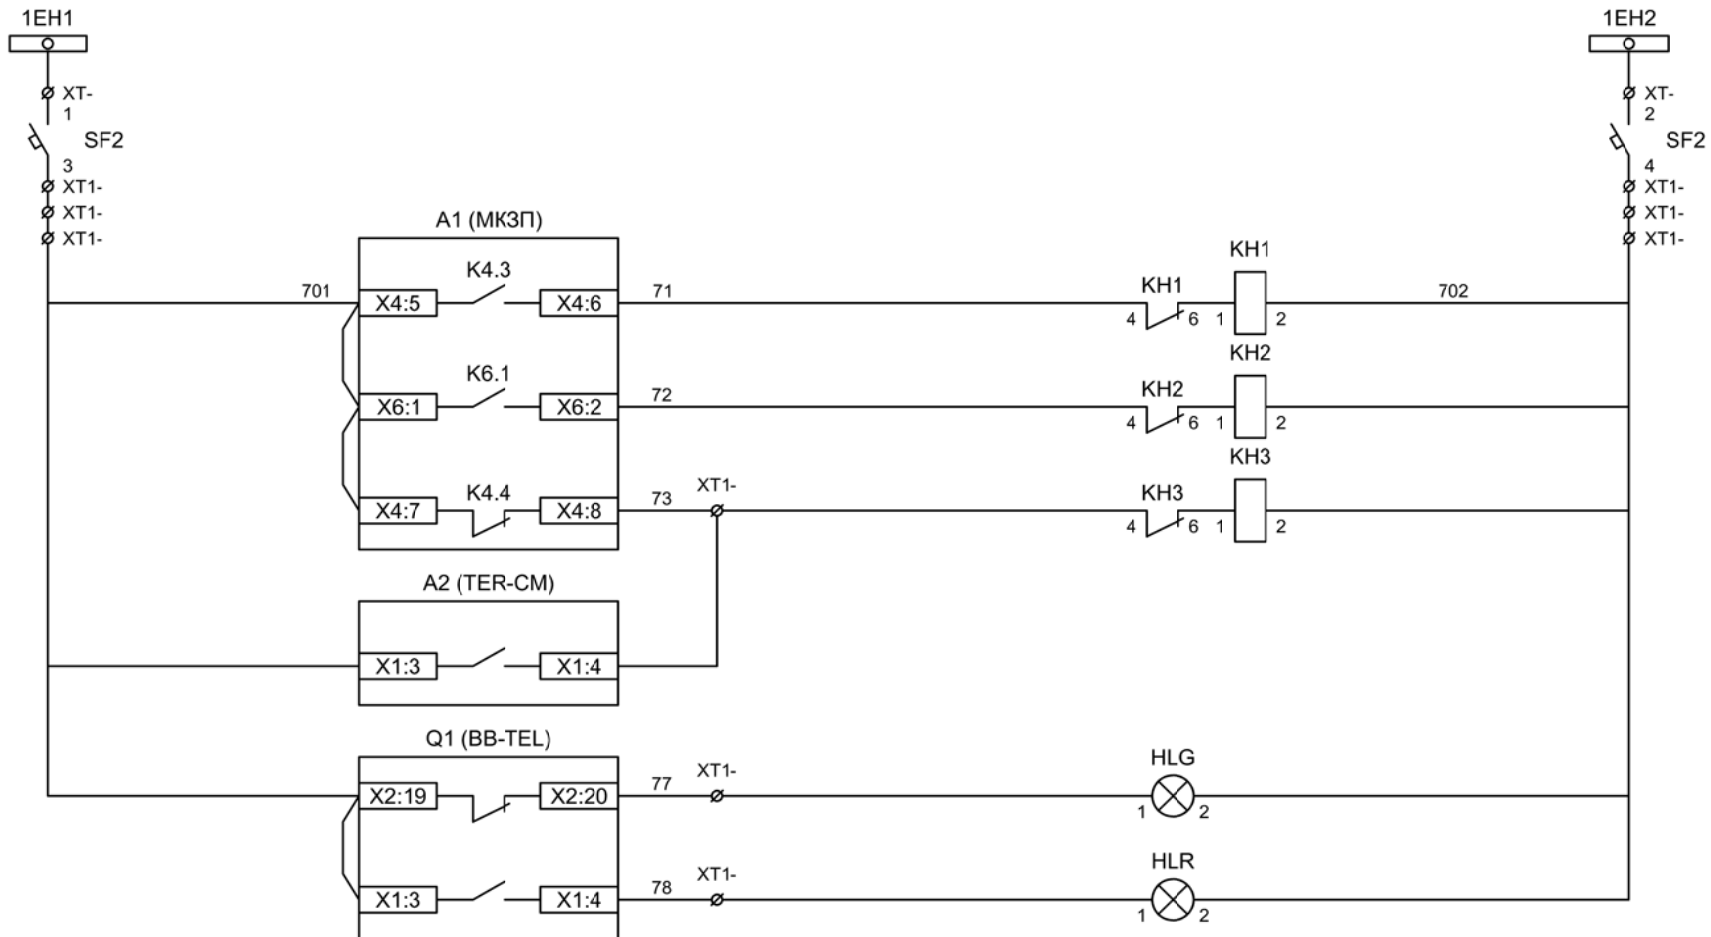 1EH1
1EH2
XT-
1
SF2
3
XT1-
XT1-
XT1-
XT-
2
SF2
4
XT1-
XT1-
XT1-
A1 (МКЗП)
701
X4:5
K4.3
X4:6
71
KH1
4
6
KH1
1
2
702
X6:1
K6.1
X6:2
72
KH2
4
6
KH2
1
2
X4:7
K4.4
X4:8
73
XT1-
KH3
4
6
KH3
1
2
A2 (TER-CM)
X1:3
X1:4
Q1 (BB-TEL)
X2:19
X2:20
77
XT1-
HLG
1
2
X1:3
X1:4
78
XT1-
HLR
1
2